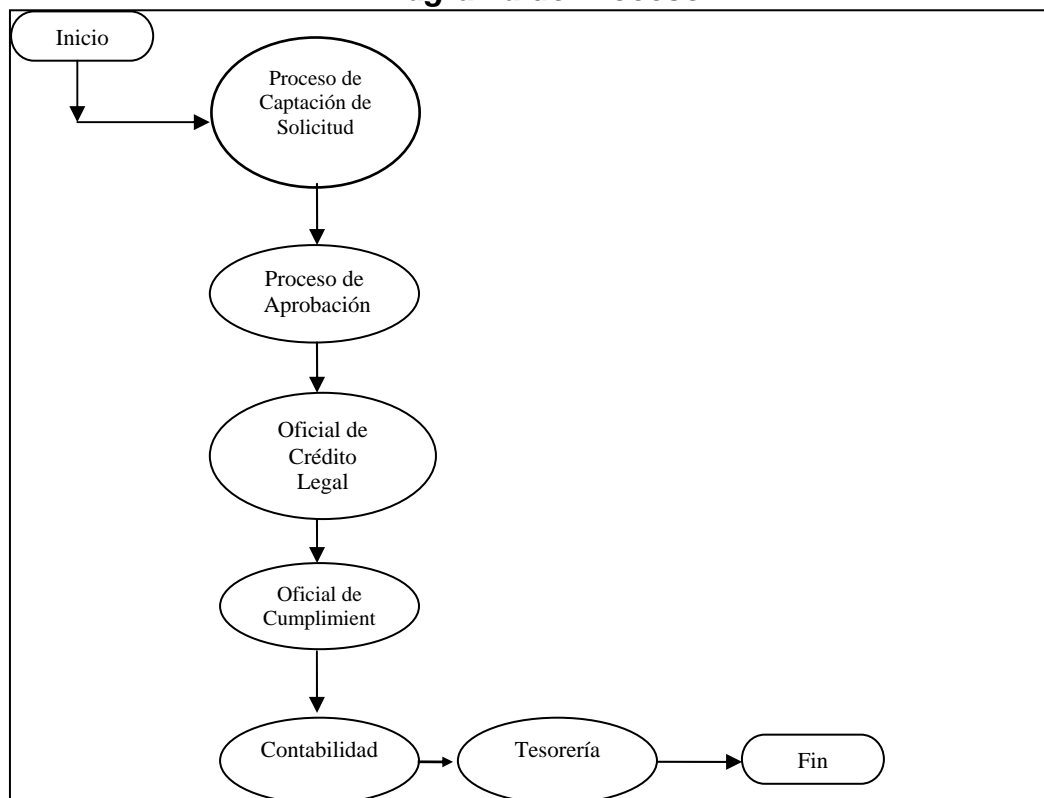 Inicio
Proceso de
Captación de
Solicitud
Proceso de
Aprobación
Oficial de
Crédito
Legal
Oficial de
Cumplimient
Contabilidad
Tesorería
Fin